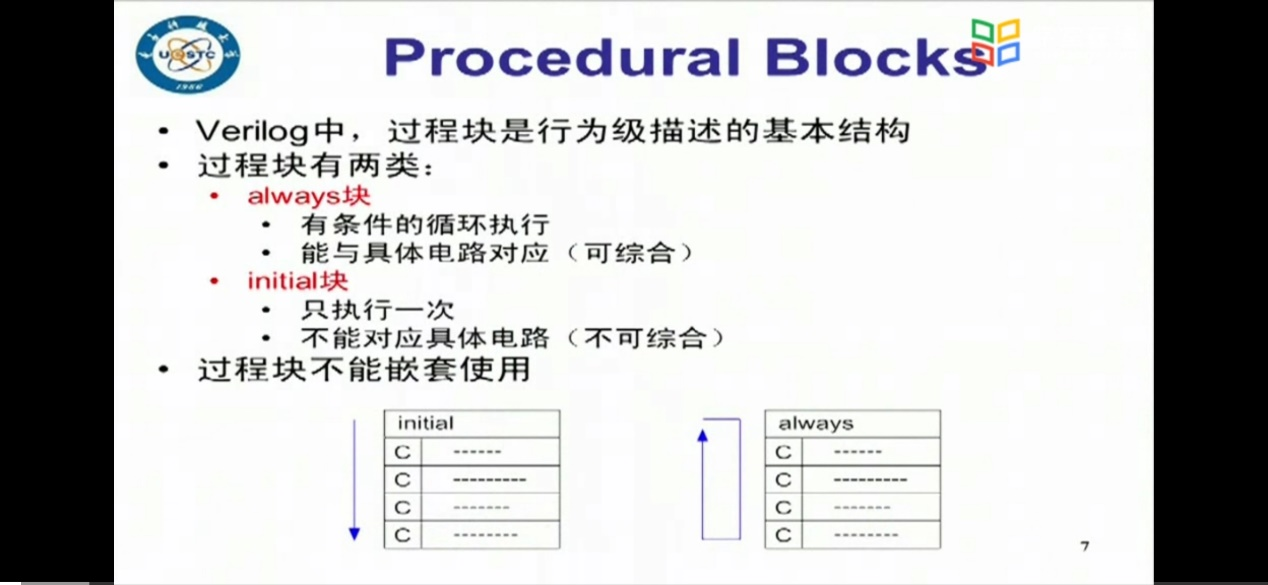 Procedural Blocks
• Verilog中，过程块是行为级描述的基本结构
• 过程块有两类：
• always块
• 有条件的循环执行
• 能与具体电路对应（可综合）
• initial块
• 只执行一次
• 不能对应具体电路（不可综合）
• 过程块不能嵌套使用
initial
C ------
C ---------
C -------
C --------
always
C ------
C ---------
C -------
C --------
7